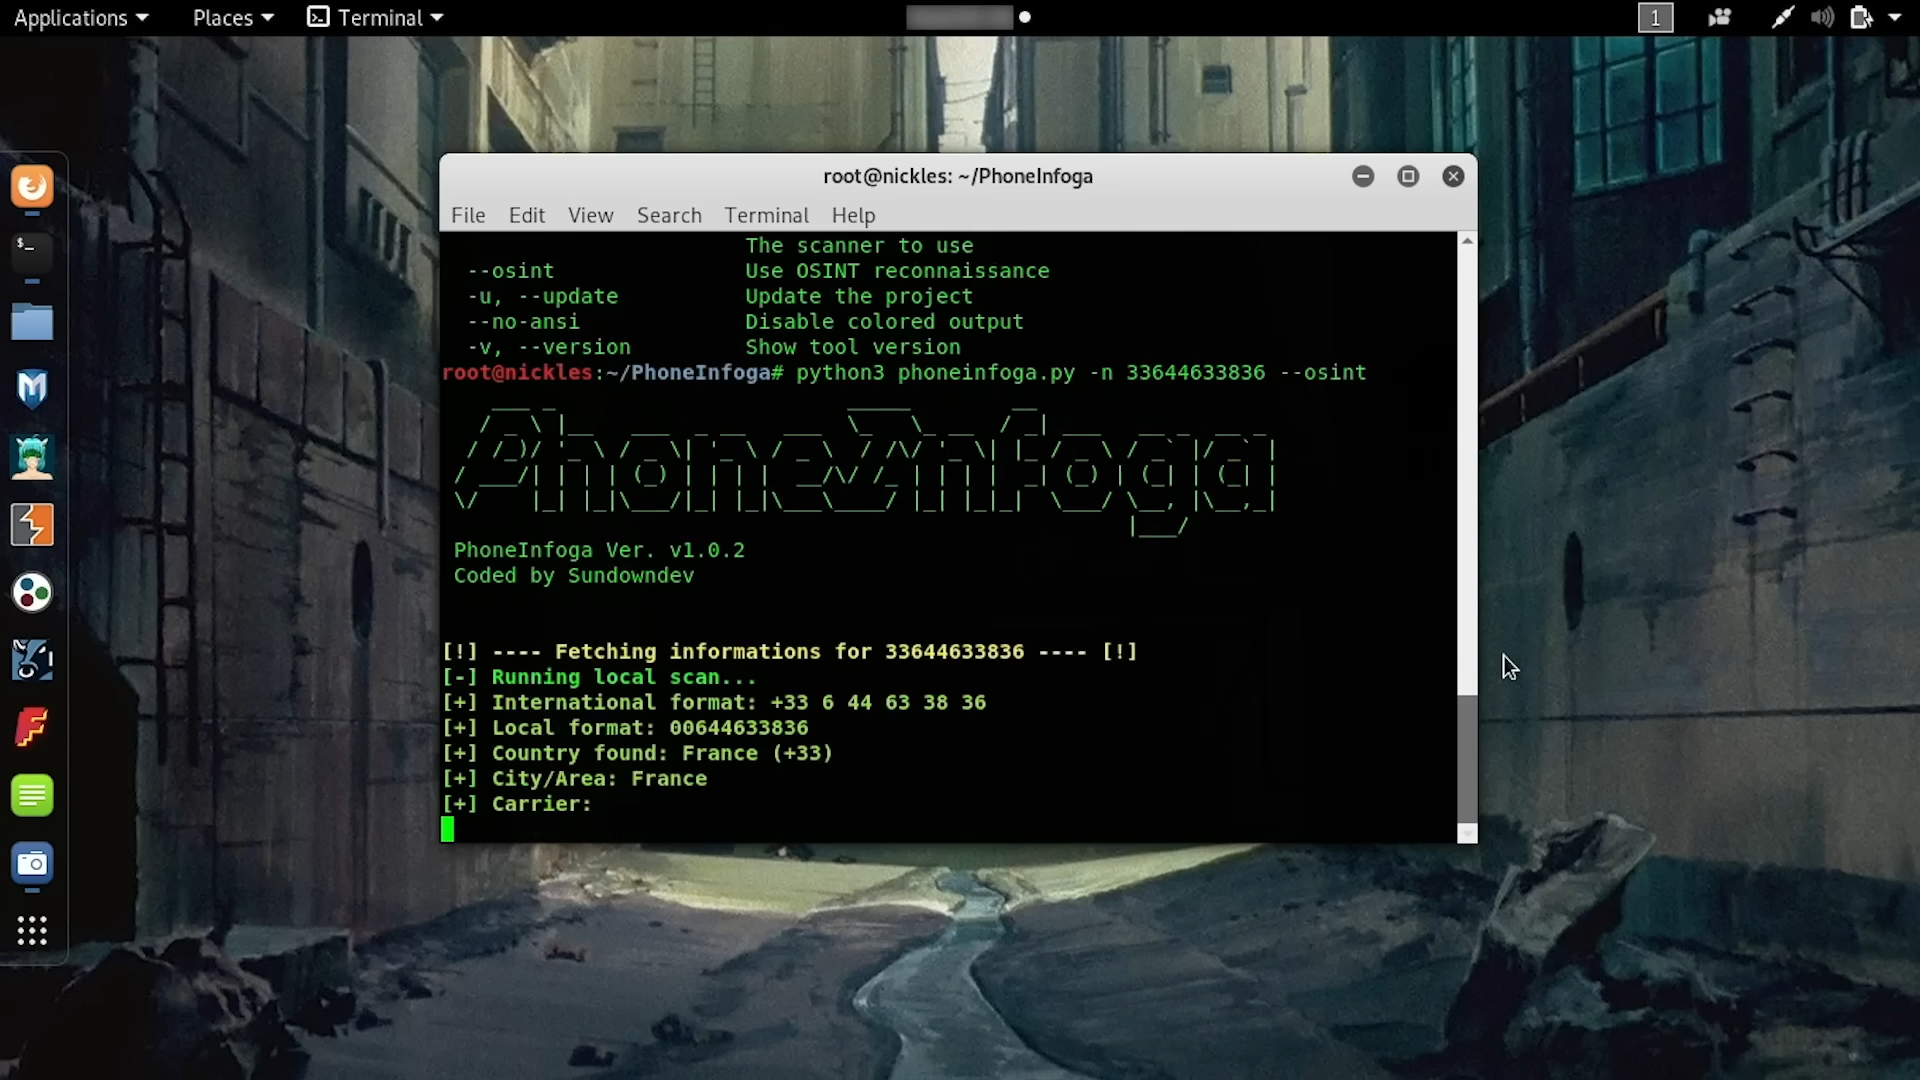 Applications
Places
Terminal
1
root@nickles: ~/PhoneInfoga
File Edit View Search Terminal Help
The scanner to use
--osint Use OSINT reconnaissance
-u, --update Update the project
--no-ansi Disable colored output
-v, --version Show tool version
root@nickles:~/PhoneInfoga# python3 phoneinfoga.py -n 33644633836 --osint
PhoneInfoga
PhoneInfoga Ver. v1.0.2
Coded by Sundowndev
[!] ---- Fetching informations for 33644633836 ---- [!]
[-] Running local scan...
[+] International format: +33 6 44 63 38 36
[+] Local format: 00644633836
[+] Country found: France (+33)
[+] City/Area: France
[+] Carrier: